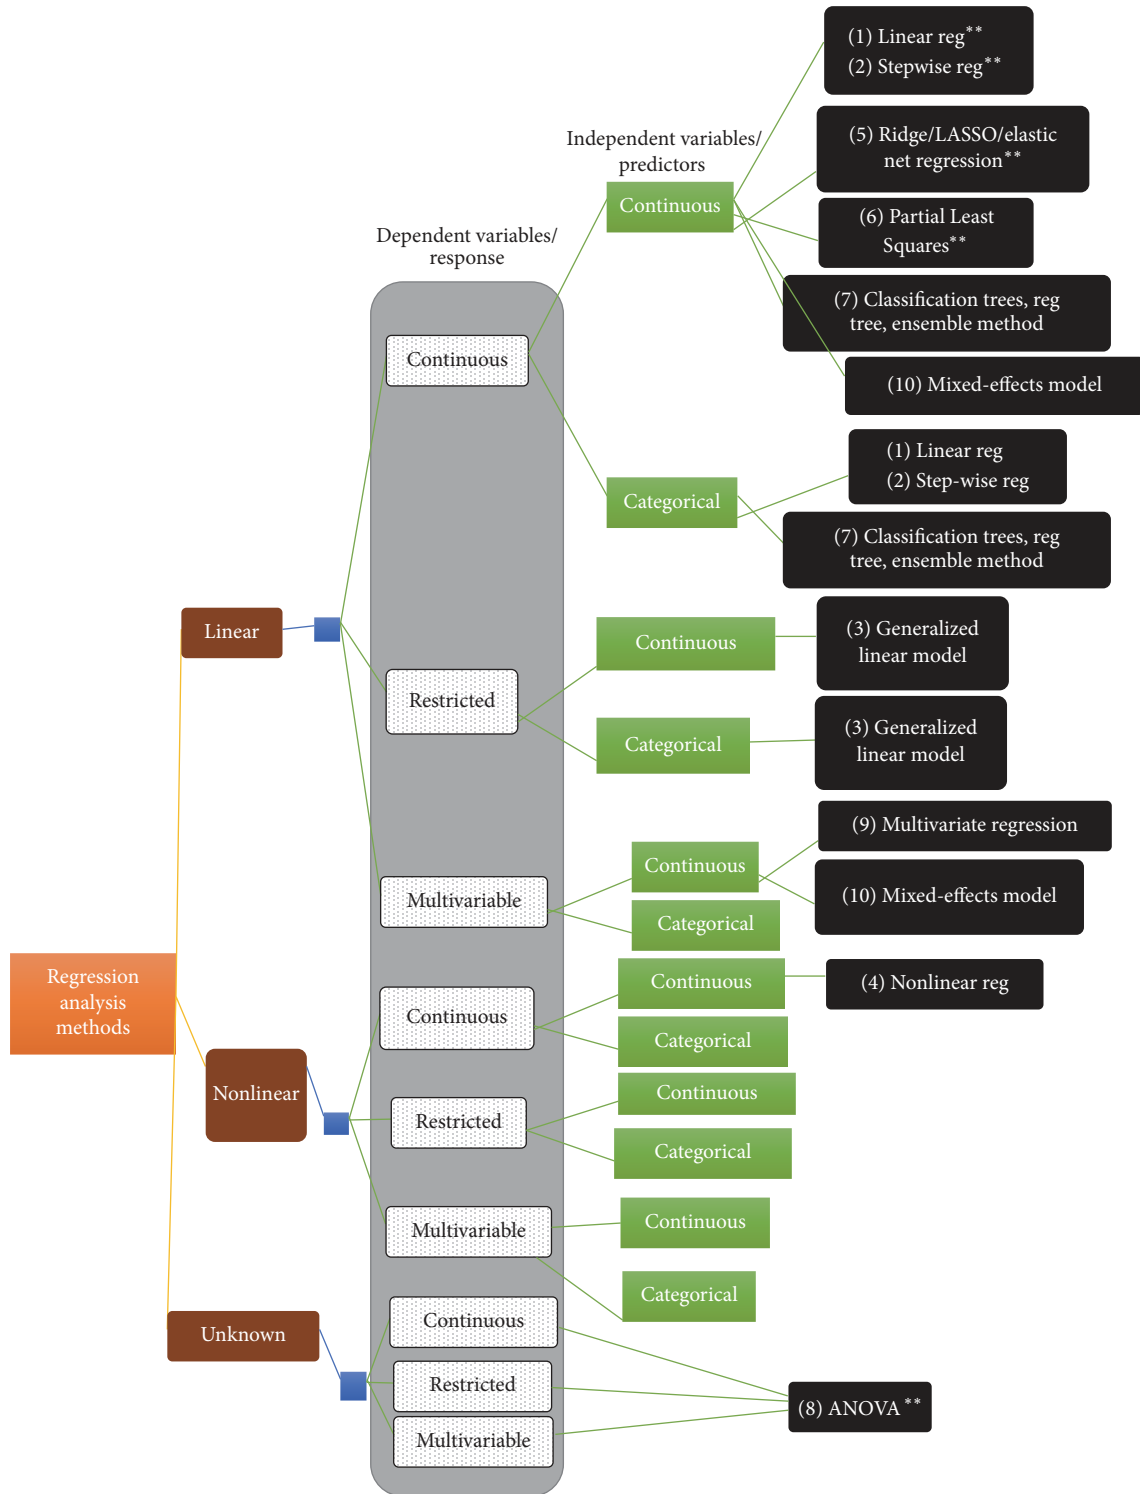 (1) Linear reg**
(2) Stepwise reg**
(5) Ridge/LASSO/elastic
net regression**
Independent variables/
predictors
Continuous
(6) Partial Least
Squares**
Dependent variables/
response
(7) Classification trees, reg
tree, ensemble method
Continuous
(10) Mixed-effects model
(1) Linear reg
(2) Step-wise reg
Categorical
(7) Classification trees, reg
tree, ensemble method
Linear
Continuous
(3) Generalized
linear model
Restricted
Categorical
(3) Generalized
linear model
(9) Multivariate regression
Continuous
Multivariable
(10) Mixed-effects model
Categorical
Regression
analysis
methods
Continuous
Continuous
(4) Nonlinear reg
Categorical
Nonlinear
Continuous
Restricted
Categorical
Multivariable
Continuous
Categorical
Unknown
Continuous
Restricted
(8) ANOVA**
Multivariable